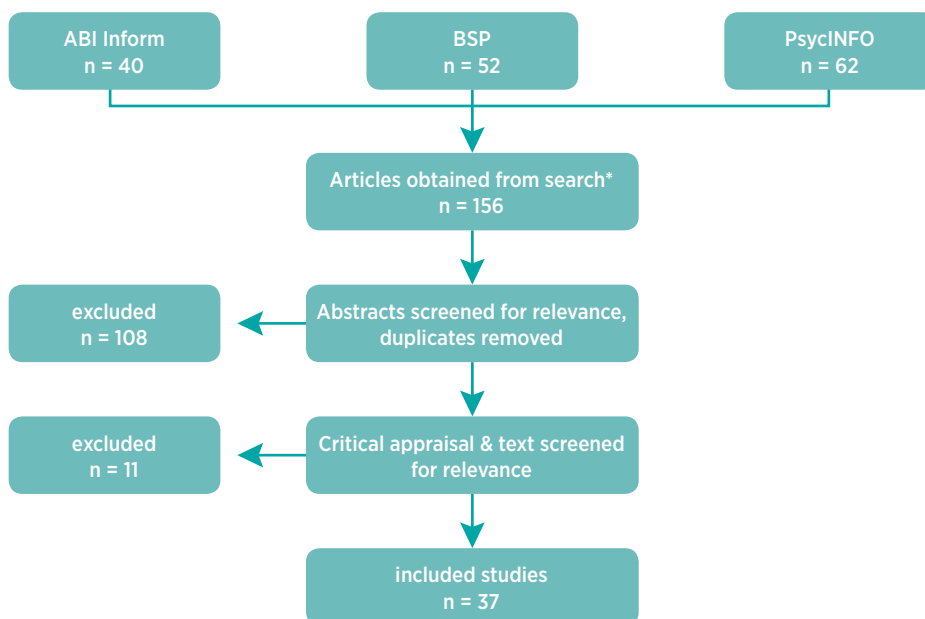 ABI Inform
n = 40
BSP
n = 52
PsycINFO
n = 62
Articles obtained from search*
n = 156
excluded
n = 108
Abstracts screened for relevance,
duplicates removed
excluded
n = 11
Critical appraisal & text screened
for relevance
included studies
n = 37